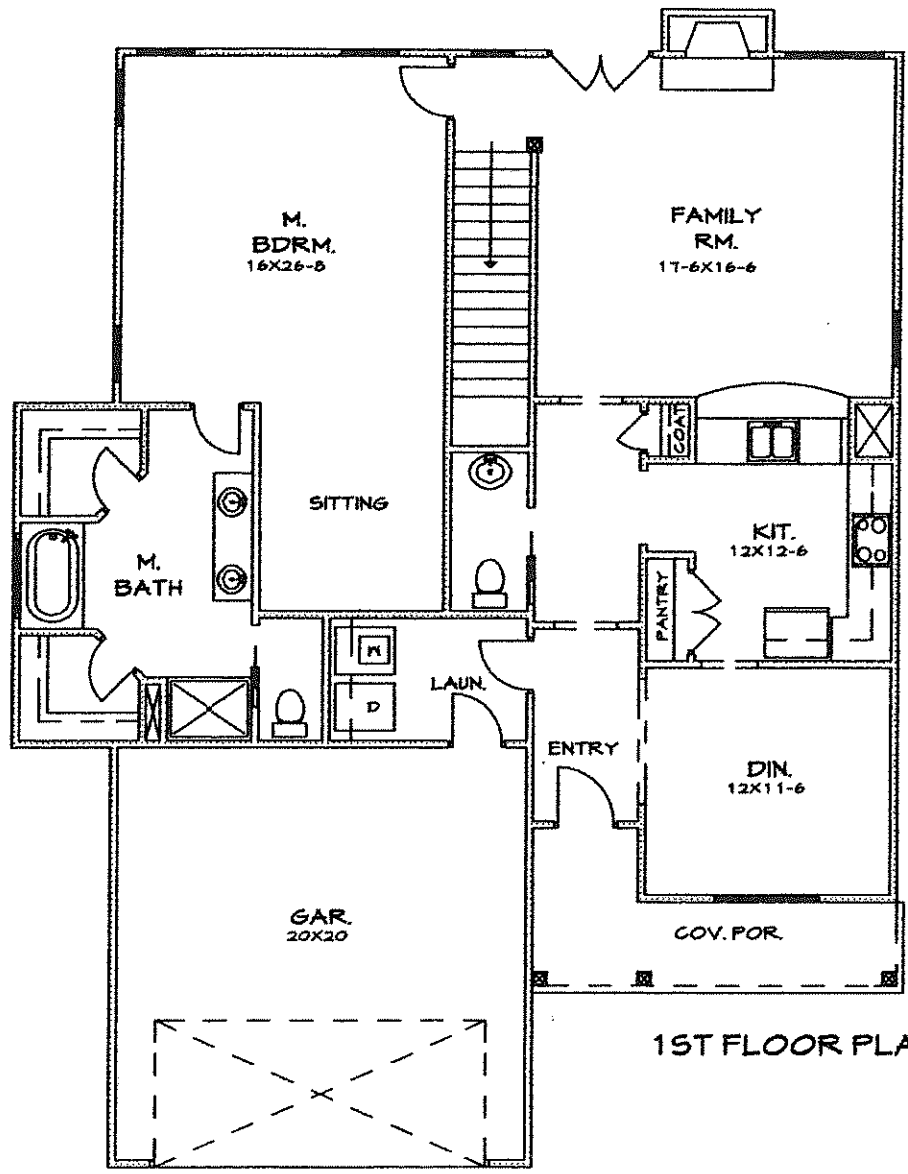 M.
BDRM.
16X26-8
FAMILY
RM.
17-6X16-6
COAT
SITTING
KIT.
12X12-6
M.
BATH
PANTRY
W
LAUN.
D
ENTRY
DIN.
12X11-6
GAR.
20X20
COV. POR.
1ST FLOOR PLA